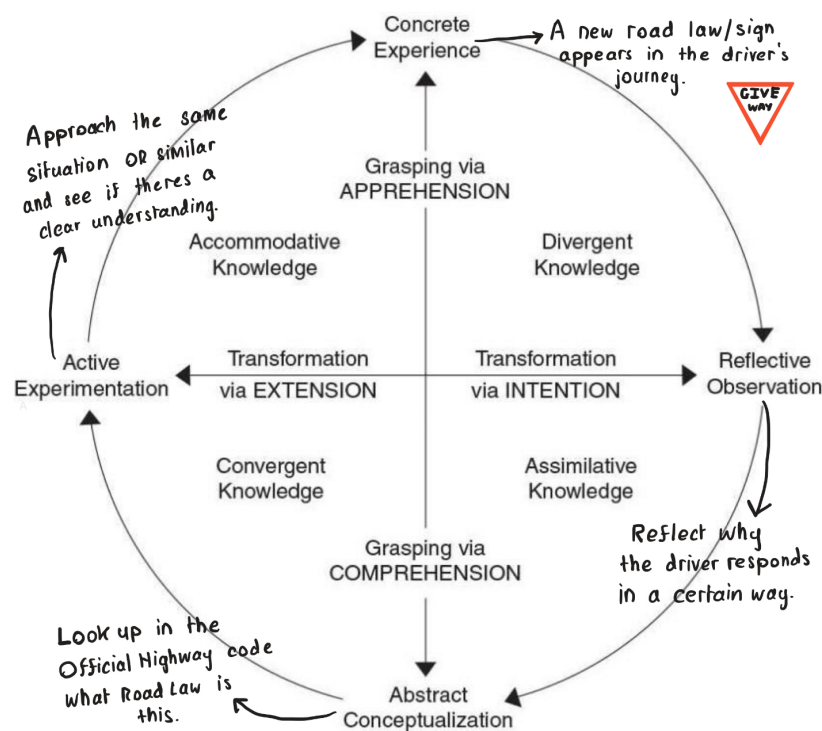 Concrete
Experience
A new road law/sign
appears in the driver's
journey.
GIVE
WAY
Approach the same
situation OR similar
and see if theres a
clear understanding.
Grasping via
APPREHENSION
Accommodative
Knowledge
Divergent
Knowledge
Active
Experimentation
Transformation
via EXTENSION
Transformation
via INTENTION
Reflective
Observation
Convergent
Knowledge
Assimilative
Knowledge
Grasping via
COMPREHENSION
Reflect why
the driver responds
in a certain way.
Look up in the
Official Highway code
what Road Law is
this.
Abstract
Conceptualization